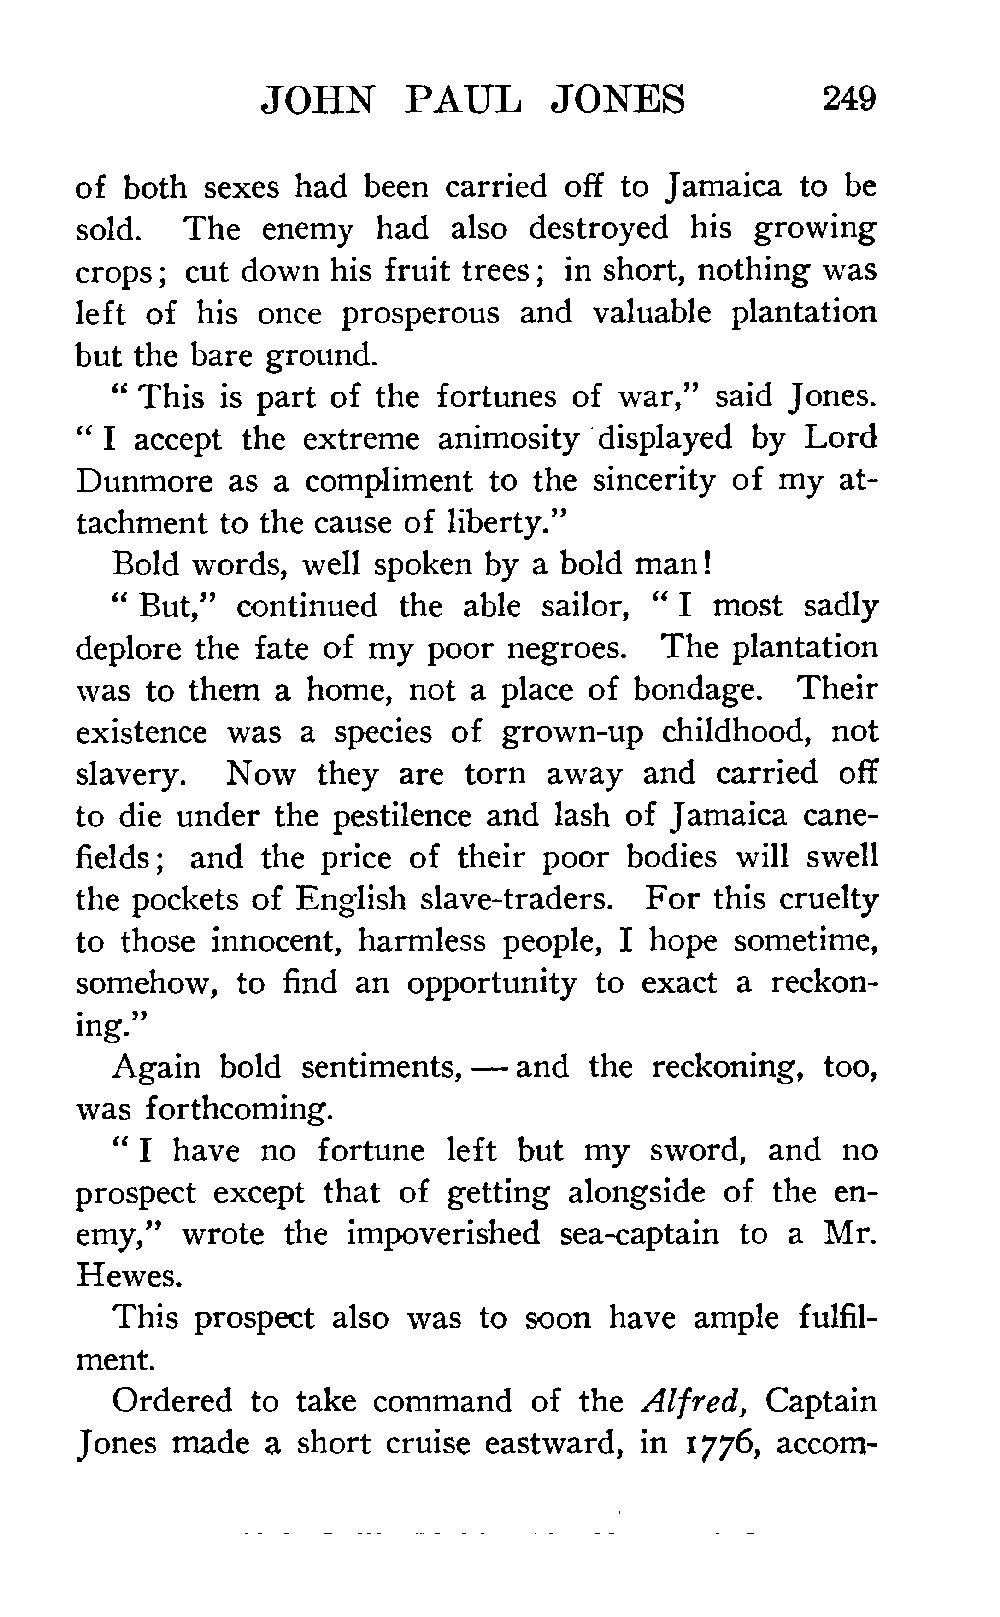 JOHN PAUL JONES 249
of both sexes had been carried off to Jamaica to be
sold. The enemy had also destroyed his growing
crops; cut down his fruit trees; in short, nothing was
left of his once prosperous and valuable plantation
but the bare ground.
“This is part of the fortunes of war,” said Jones.
“I accept the extreme animosity displayed by Lord
Dunmore as a compliment to the sincerity of my at-
tachment to the cause of liberty.”
Bold words, well spoken by a bold man!
“But,” continued the able sailor, “I most sadly
deplore the fate of my poor negroes. The plantation
was to them a home, not a place of bondage. Their
existence was a species of grown-up childhood, not
slavery. Now they are torn away and carried off
to die under the pestilence and lash of Jamaica cane-
fields; and the price of their poor bodies will swell
the pockets of English slave-traders. For this cruelty
to those innocent, harmless people, I hope sometime,
somehow, to find an opportunity to exact a reckon-
ing.”
Again bold sentiments, — and the reckoning, too,
was forthcoming.
“I have no fortune left but my sword, and no
prospect except that of getting alongside of the en-
emy,” wrote the impoverished sea-captain to a Mr.
Hewes.
This prospect also was to soon have ample fulfil-
ment.
Ordered to take command of the Alfred, Captain
Jones made a short cruise eastward, in 1776, accom-